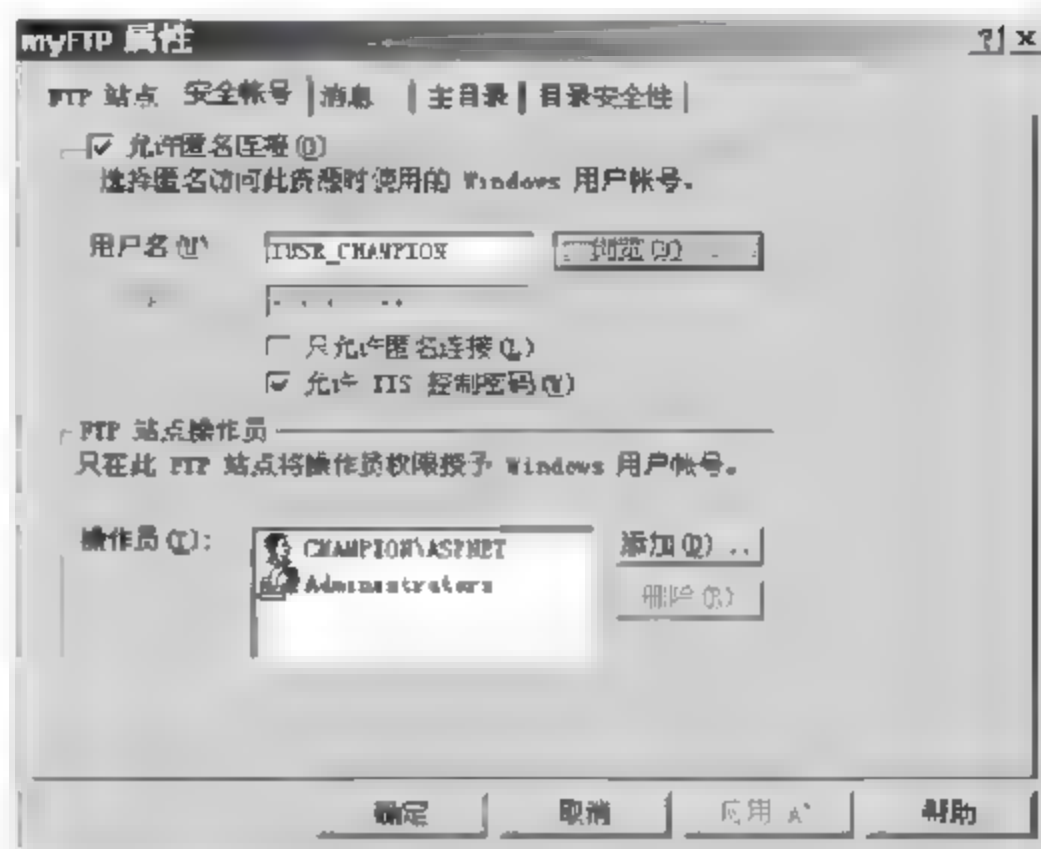 myFTP 属性
FTP 站点 安全帐号 消息 主目录 目录安全性
允许匿名连接(O)
选择匿名访问此资源时使用的 Windows 用户帐号。
用户名(U) IUSR_CHAMPION 浏览(B)
只允许匿名连接(L)
允许 IIS 控制密码(W)
FTP 站点操作员
只在此 FTP 站点将操作员权限授予 Windows 用户帐号。
操作员(T): CHAMPION\ASPNET 添加(D)..
Administrators 删除(R)
确定 取消 应用 A 帮助